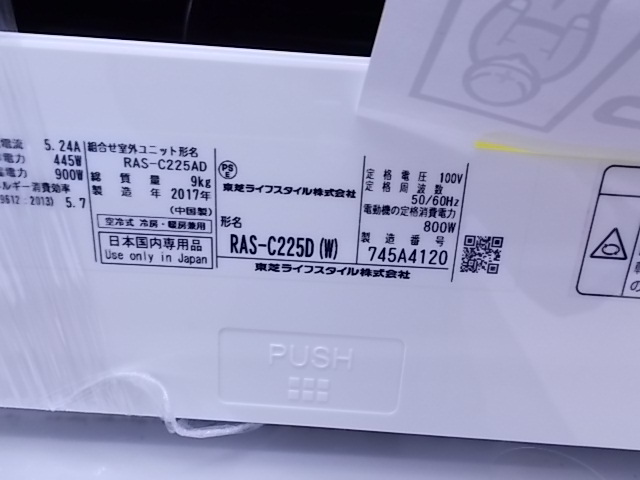 電流 5.24A
電力 445W
電力 900W
ネルギー消費効率
9612:2013) 5.7
組合せ室外ユニット形名
RAS-C225AD
総質量 9kg
製造年 2017年
(中国製)
空冷式 冷房・暖房兼用
日本国内専用品
Use only in Japan
PSE
東芝ライフスタイル株式会社
形名
RAS-C225D(W)
定格電圧 100V
定格周波数
50/60Hz
電動機の定格消費電力
800W
製造番号
745A4120
東芝ライフスタイル株式会社
PUSH